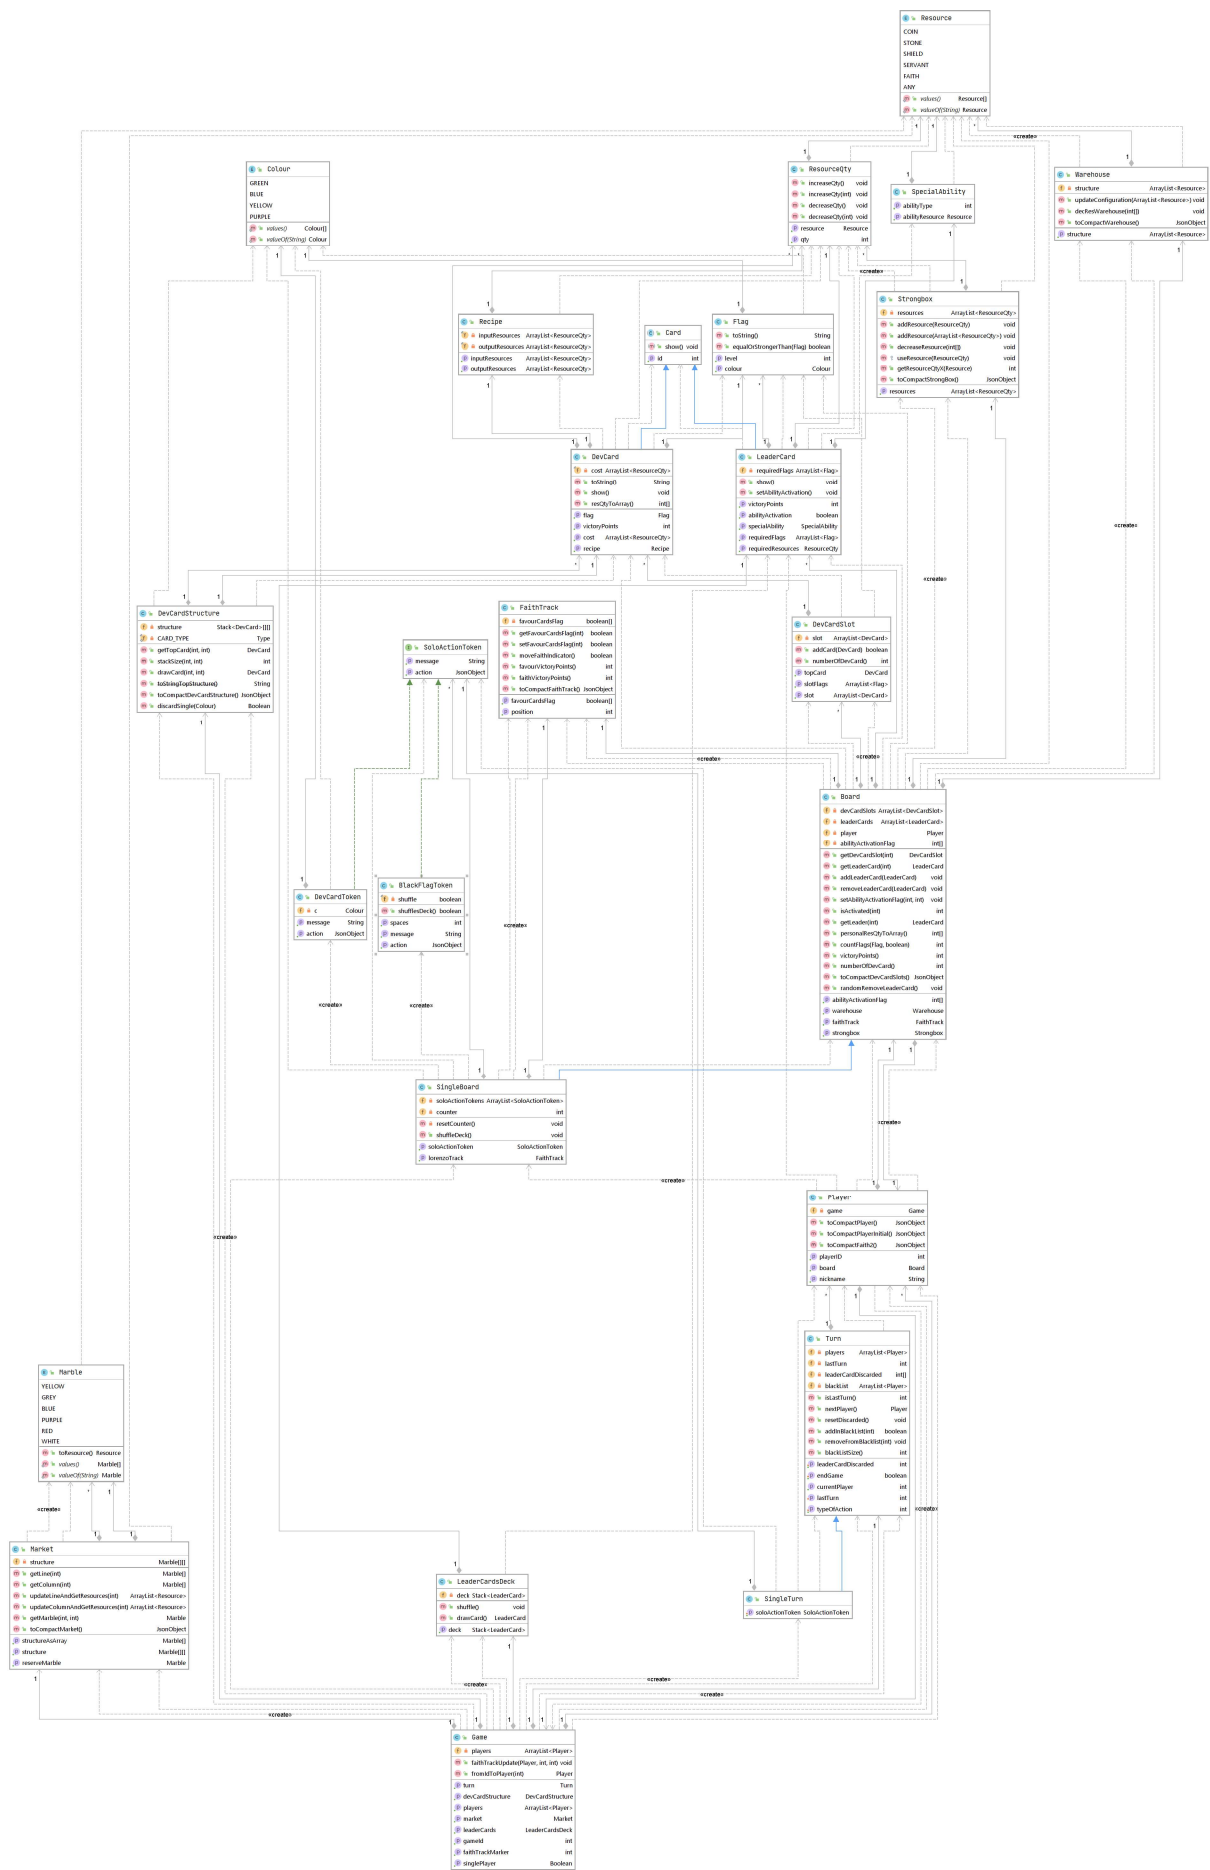 Resource
COIN
STONE
SHIELD
SERVANT
FAITH
ANY
values() Resource[]
valueOf(String) Resource
Colour
GREEN
BLUE
YELLOW
PURPLE
values() Colour[]
valueOf(String) Colour
ResourceQty
increaseQty() void
increaseQty(int) void
decreaseQty() void
decreaseQty(int) void
resource Resource
qty int
SpecialAbility
abilityType int
abilityResource Resource
Warehouse
structure ArrayList<Resource>
updateConfiguration(ArrayList<Resource>) void
decResWarehouse(int[]) void
toCompactWarehouse() JsonObject
structure ArrayList<Resource>
«create»
«create»
Recipe
inputResources ArrayList<ResourceQty>
outputResources ArrayList<ResourceQty>
inputResources ArrayList<ResourceQty>
outputResources ArrayList<ResourceQty>
Card
show() void
id int
Flag
toString() String
equalOrStrongerThan(Flag) boolean
level int
colour Colour
Strongbox
resources ArrayList<ResourceQty>
addResource(ResourceQty) void
addResource(ArrayList<ResourceQty>) void
decreaseResource(int[]) void
useResource(ResourceQty) void
getResourceQtyX(Resource) int
toCompactStrongBox() JsonObject
resources ArrayList<ResourceQty>
DevCard
cost ArrayList<ResourceQty>
toString() String
show() void
resQtyToArray() int[]
flag Flag
victoryPoints int
cost ArrayList<ResourceQty>
recipe Recipe
LeaderCard
requiredFlags ArrayList<Flag>
show() void
setAbilityActivation() void
victoryPoints int
abilityActivation boolean
specialAbility SpecialAbility
requiredFlags ArrayList<Flag>
requiredResources ResourceQty
«create»
«create»
DevCardStructure
structure Stack<DevCard>[][]
CARD_TYPE Type
getTopCard(int, int) DevCard
stackSize(int, int) int
drawCard(int, int) DevCard
toStringTopStructure() String
toCompactDevCardStructure() JsonObject
discardSingle(Colour) Boolean
SoloActionToken
message String
action JsonObject
FaithTrack
favourCardsFlag boolean[]
getFavourCardsFlag(int) boolean
setFavourCardsFlag(int) boolean
moveFaithIndicator() boolean
favourVictoryPoints() int
faithVictoryPoints() int
toCompactFaithTrack() JsonObject
favourCardsFlag boolean[]
position int
DevCardSlot
slot ArrayList<DevCard>
addCard(DevCard) boolean
numberOfDevCard() int
topCard DevCard
slotFlags ArrayList<Flag>
slot ArrayList<DevCard>
«create»
«create»
Board
devCardSlots ArrayList<DevCardSlot>
leaderCards ArrayList<LeaderCard>
player Player
abilityActivationFlag int[]
getDevCardSlot(int) DevCardSlot
getLeaderCard(int) LeaderCard
addLeaderCard(LeaderCard) void
removeLeaderCard(LeaderCard) void
setAbilityActivationFlag(int, int) void
isActivated(int) int
getLeader(int) LeaderCard
personalResQtyToArray() int[]
countFlags(Flag, boolean) int
victoryPoints() int
numberOfDevCard() int
toCompactDevCardSlots() JsonObject
randomRemoveLeaderCard() void
abilityActivationFlag int[]
warehouse Warehouse
faithTrack FaithTrack
strongbox Strongbox
DevCardToken
c Colour
message String
action JsonObject
BlackFlagToken
shuffle boolean
shufflesDeck() boolean
spaces int
message String
action JsonObject
«create»
«create»
«create»
SingleBoard
soloActionTokens ArrayList<SoloActionToken>
counter int
resetCounter() void
shuffleDeck() void
soloActionToken SoloActionToken
lorenzoTrack FaithTrack
«create»
«create»
«create»
Player
game Game
toCompactPlayer() JsonObject
toCompactPlayerInitial() JsonObject
toCompactFaith2() JsonObject
playerID int
board Board
nickname String
Turn
players ArrayList<Player>
lastTurn int
leaderCardDiscarded int[]
blackList ArrayList<Player>
isLastTurn() int
nextPlayer() Player
resetDiscarded() void
addInBlackList(int) boolean
removeFromBlacklist(int) void
blackListSize() int
leaderCardDiscarded int
endGame boolean
currentPlayer int
lastTurn int
typeOfAction int
Marble
YELLOW
GREY
BLUE
PURPLE
RED
WHITE
toResource() Resource
values() Marble[]
valueOf(String) Marble
«create»
«create»
Market
structure Marble[][]
getLine(int) Marble[]
getColumn(int) Marble[]
updateLineAndGetResources(int) ArrayList<Resource>
updateColumnAndGetResources(int) ArrayList<Resource>
getMarble(int, int) Marble
toCompactMarket() JsonObject
structureAsArray Marble[]
structure Marble[][]
reserveMarble Marble
LeaderCardsDeck
deck Stack<LeaderCard>
shuffle() void
drawCard() LeaderCard
deck Stack<LeaderCard>
SingleTurn
soloActionToken SoloActionToken
«create»
«create»
«create»
«create»
Game
players ArrayList<Player>
faithTrackUpdate(Player, int, int) void
fromIdToPlayer(int) Player
turn Turn
devCardStructure DevCardStructure
players ArrayList<Player>
market Market
leaderCards LeaderCardsDeck
gameId int
faithTrackMarker int
singlePlayer Boolean